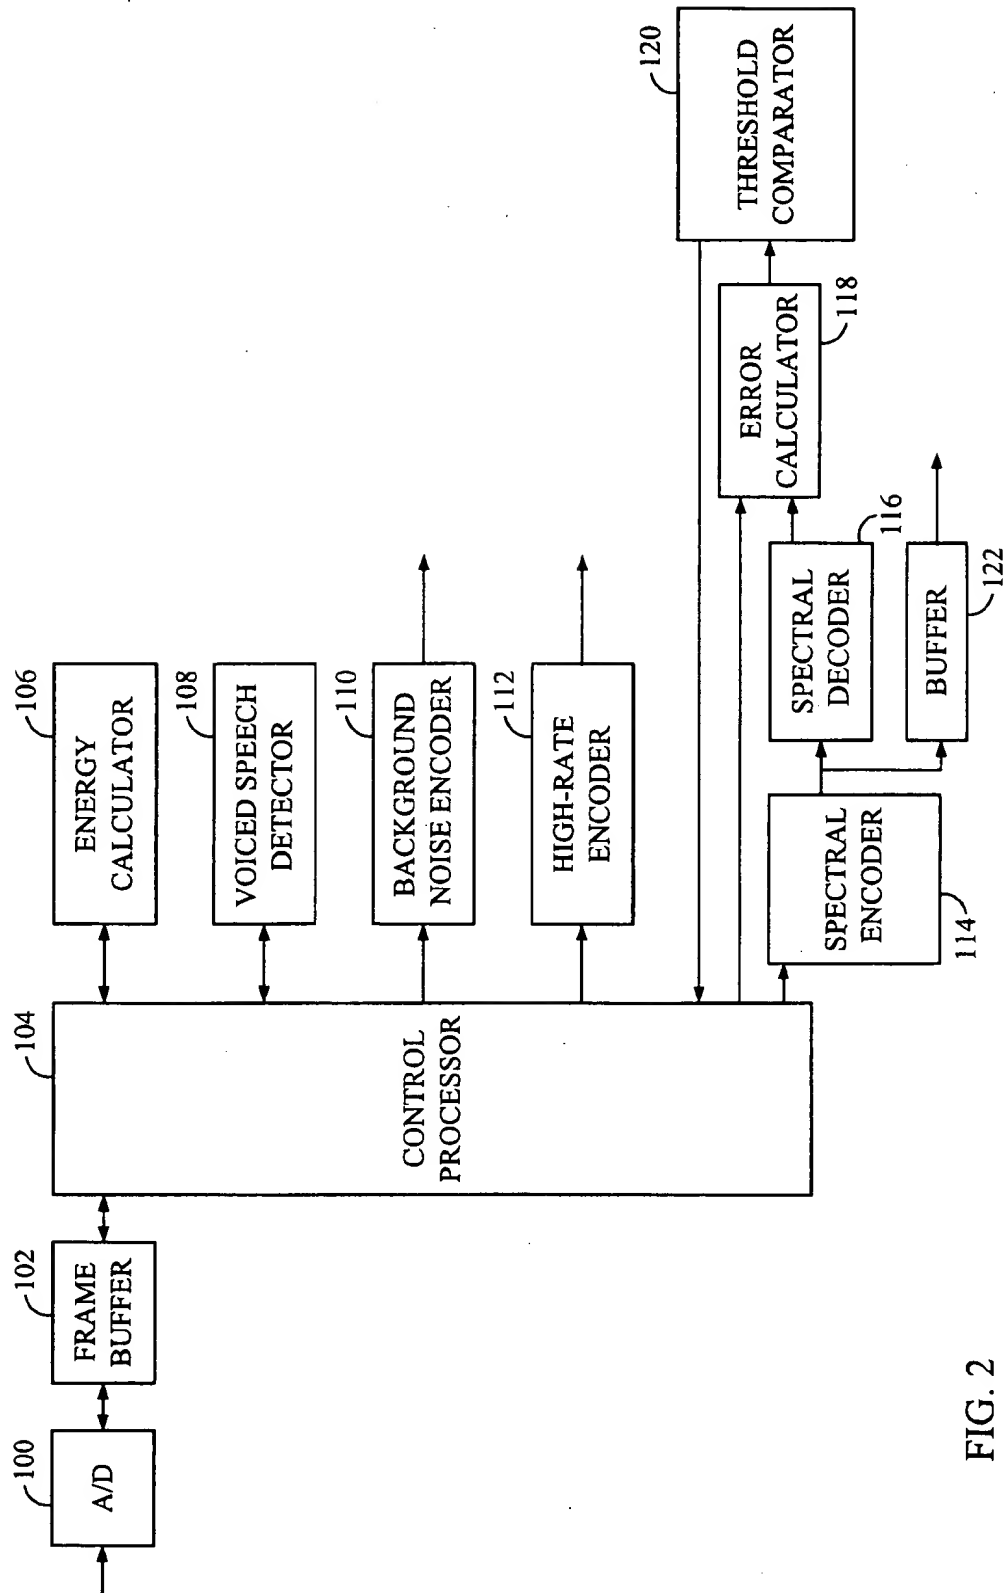 100
A/D
102
FRAME
BUFFER
104
CONTROL
PROCESSOR
106
ENERGY
CALCULATOR
108
VOICED SPEECH
DETECTOR
110
BACKGROUND
NOISE ENCODER
112
HIGH-RATE
ENCODER
SPECTRAL
ENCODER
114
SPECTRAL
DECODER
116
BUFFER
122
ERROR
CALCULATOR
118
120
THRESHOLD
COMPARATOR
FIG. 2